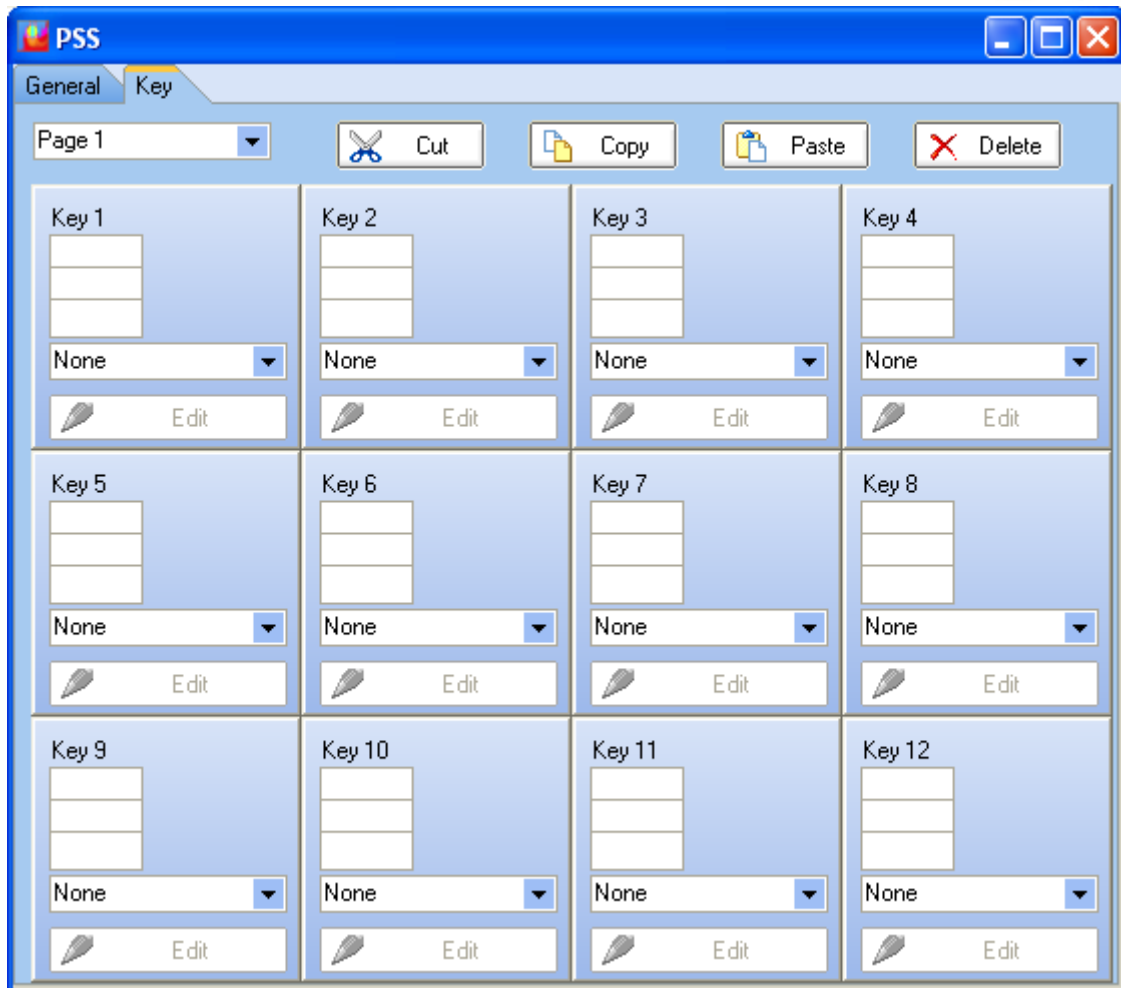 PSS
General Key
Page 1 Cut Copy Paste Delete
Key 1 Key 2 Key 3 Key 4
None None None None
Edit Edit Edit Edit
Key 5 Key 6 Key 7 Key 8
None None None None
Edit Edit Edit Edit
Key 9 Key 10 Key 11 Key 12
None None None None
Edit Edit Edit Edit